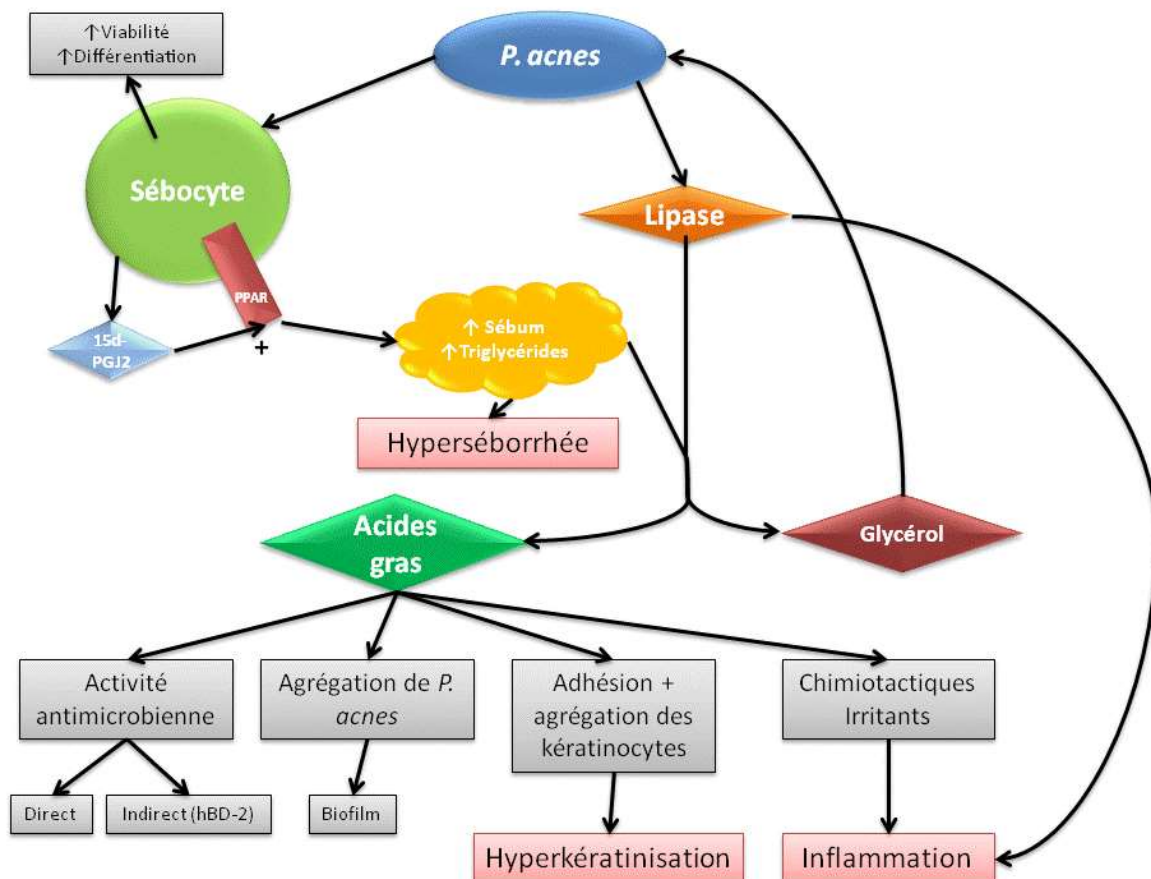 ↑Viabilité
↑Différentiation
P. acnes
Sébocyte
Lipase
PPAR
15d-
PGJ2
+
↑ Sébum
↑Triglycérides
Hyperséborrhée
Acides
gras
Glycérol
Activité
antimicrobienne
Agrégation de P.
acnes
Adhésion +
agrégation des
kératinocytes
Chimiotactiques
Irritants
Direct
Indirect (hBD-2)
Biofilm
Hyperkératinisation
Inflammation